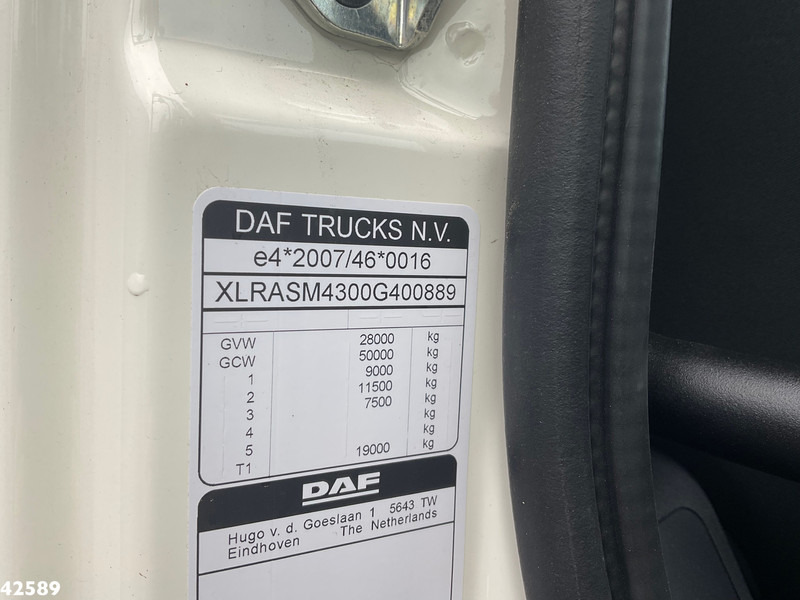 DAF TRUCKS N.V.
e4*2007/46*0016
XLRASM4300G400889
GVW 28000 kg
GCW 50000 kg
1 9000 kg
2 11500 kg
3 7500 kg
4 kg
5 kg
T1 19000 kg
DAF
Hugo v. d. Goeslaan 1 5643 TW
Eindhoven The Netherlands
42589